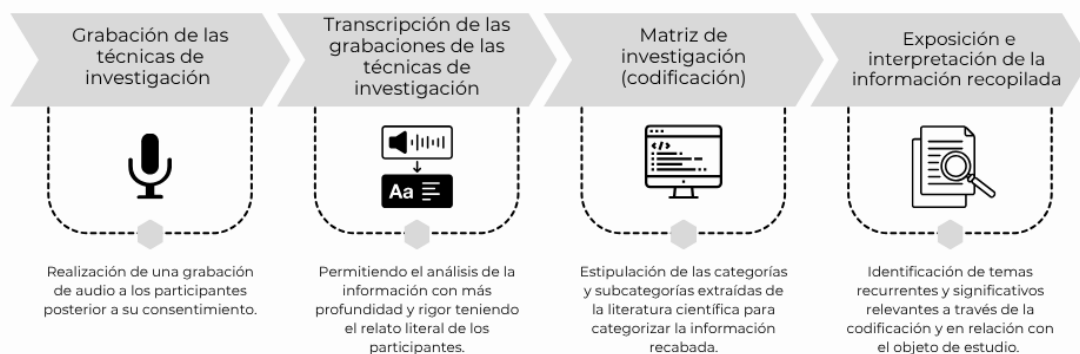 Grabación de las
técnicas de
investigación
Transcripción de las
grabaciones de las
técnicas de
investigación
Matriz de
investigación
(codificación)
Exposición e
interpretación de la
información recopilada
Aa
</>
Realización de una grabación
de audio a los participantes
posterior a su consentimiento.
Permitiendo el análisis de la
información con más
profundidad y rigor teniendo
el relato literal de los
participantes.
Estipulación de las categorías
y subcategorías extraídas de
la literatura científica para
categorizar la información
recabada.
Identificación de temas
recurrentes y significativos
relevantes a través de la
codificación y en relación con
el objeto de estudio.